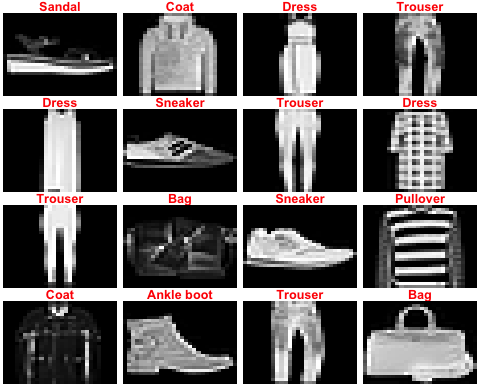 Sandal Coat Dress Trouser
Dress Sneaker Trouser Dress
Trouser Bag Sneaker Pullover
Coat Ankle boot Trouser Bag